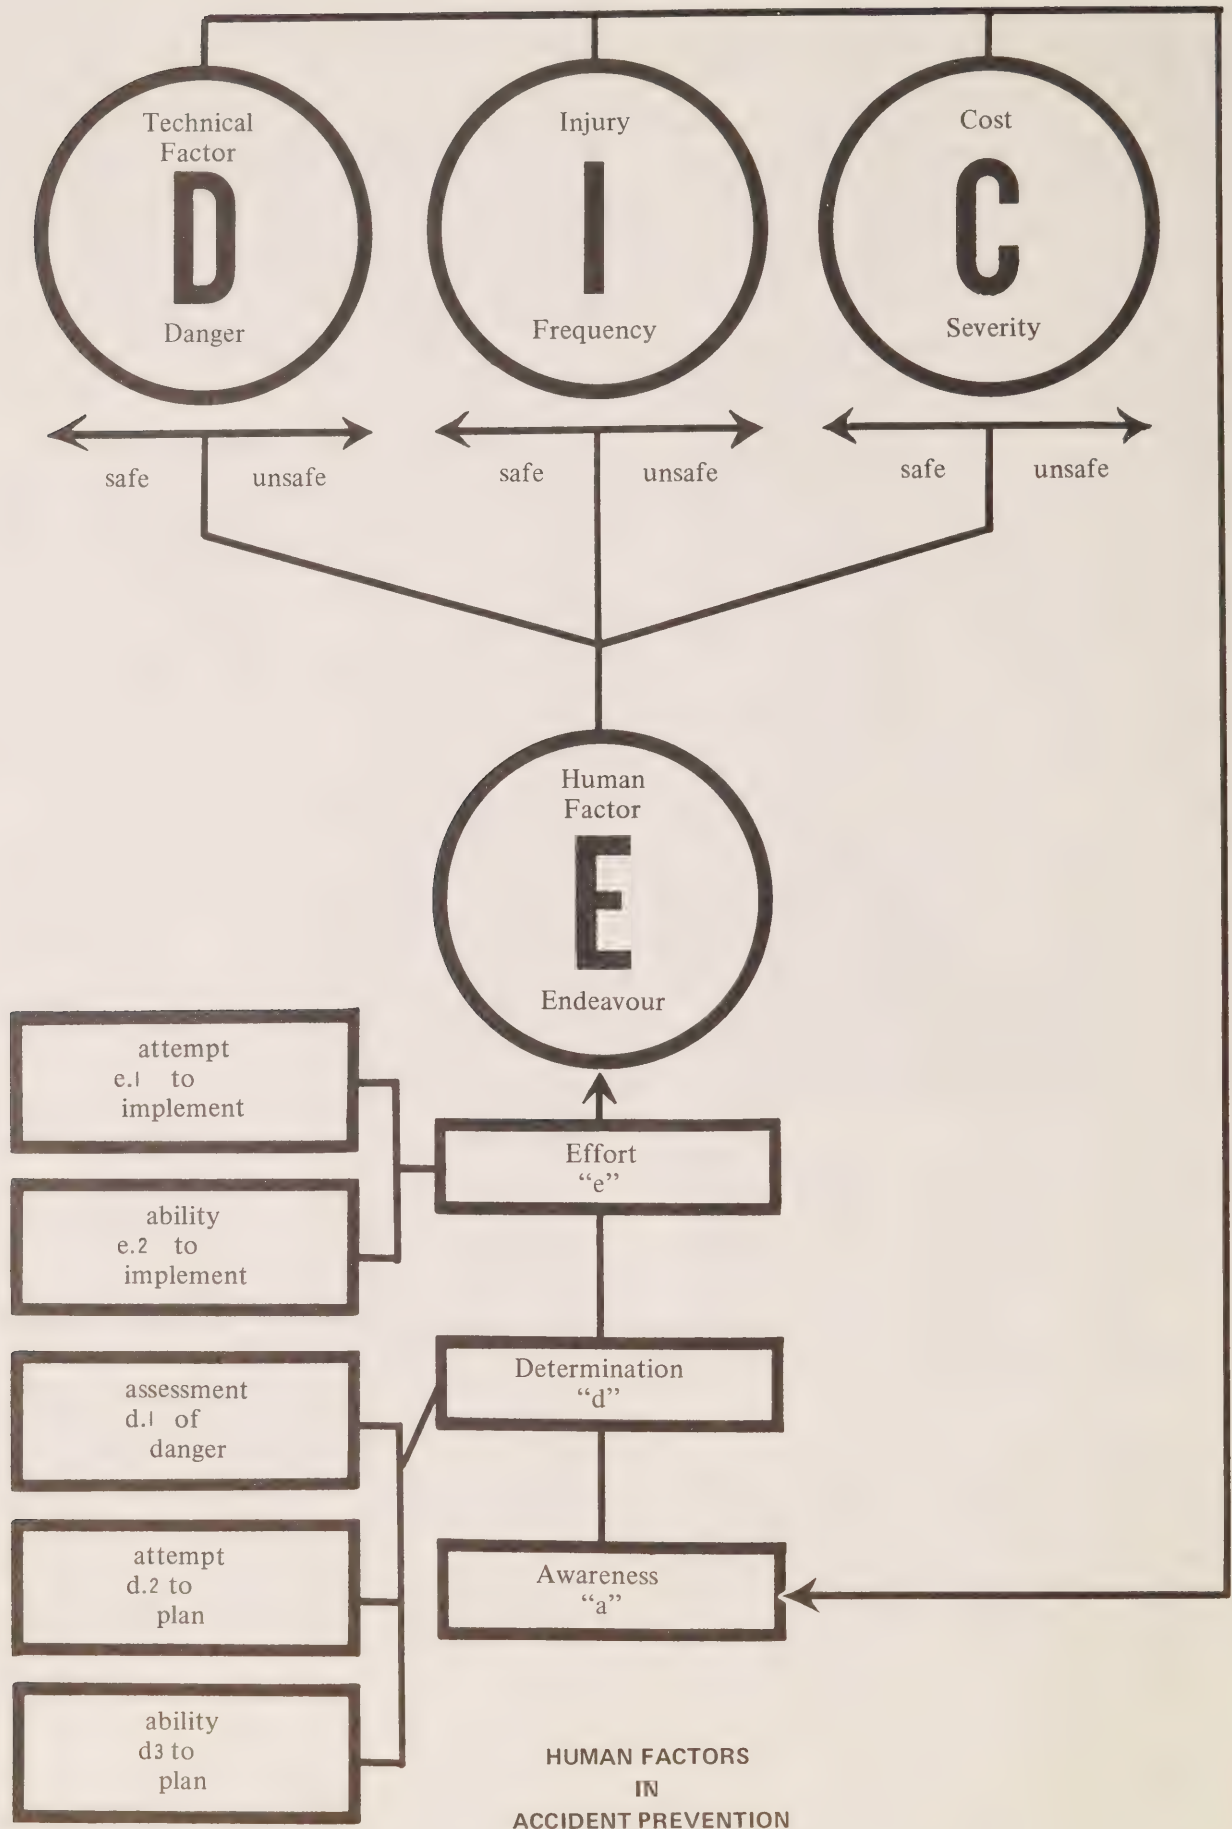 Technical
Factor
D
Danger
Injury
I
Frequency
Cost
C
Severity
safe unsafe
safe unsafe
safe unsafe
Human
Factor
E
Endeavour
attempt
e.1 to
implement
Effort
“e”
ability
e.2 to
implement
assessment
d.1 of
danger
Determination
“d”
attempt
d.2 to
plan
Awareness
“a”
ability
d3 to
plan
HUMAN FACTORS
IN
ACCIDENT PREVENTION